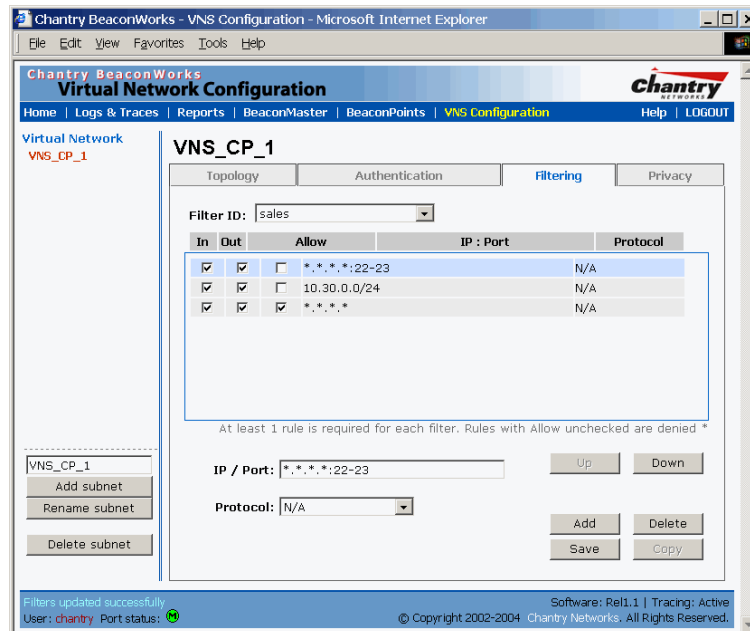 Chantry BeaconWorks - VNS Configuration - Microsoft Internet Explorer
File Edit View Favorites Tools Help
Chantry BeaconWorks
Virtual Network Configuration
Chantry
NETWORKS
Home | Logs & Traces | Reports | BeaconMaster | BeaconPoints | VNS Configuration Help | LOGOUT
Virtual Network
VNS_CP_1
VNS_CP_1
Topology Authentication Filtering Privacy
Filter ID: sales
In Out Allow IP : Port Protocol
*.*.*.*:22-23 N/A
10.30.0.0/24 N/A
*.*.*.* N/A
At least 1 rule is required for each filter. Rules with Allow unchecked are denied *
VNS_CP_1
Add subnet
Rename subnet
Delete subnet
IP / Port: *.*.*.*:22-23
Up Down
Protocol: N/A
Add Delete
Save Copy
Filters updated successfully
Software: Rel1.1 | Tracing: Active
User: chantry Port status: M
© Copyright 2002-2004 Chantry Networks. All Rights Reserved.